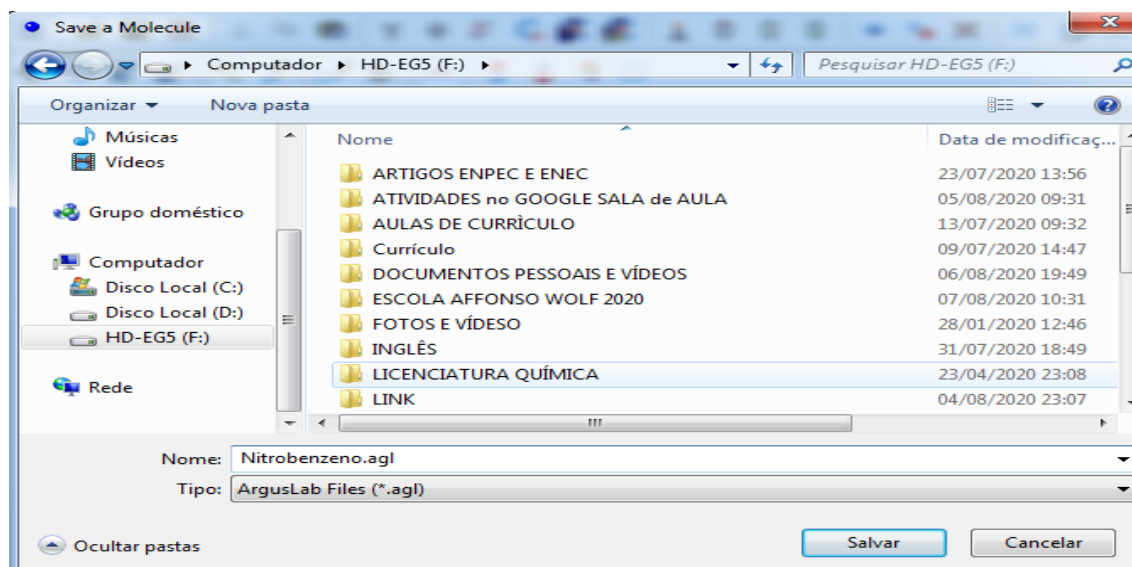 Save a Molecule
Computador HD-EG5 (F:)
Pesquisar HD-EG5 (F:)
Organizar Nova pasta
Músicas
Vídeos
Grupo doméstico
Computador
Disco Local (C:)
Disco Local (D:)
HD-EG5 (F:)
Rede
Nome Data de modificaç...
ARTIGOS ENPEC E ENEC 23/07/2020 13:56
ATIVIDADES no GOOGLE SALA de AULA 05/08/2020 09:31
AULAS DE CURRÌCULO 13/07/2020 09:32
Currículo 09/07/2020 14:47
DOCUMENTOS PESSOAIS E VÍDEOS 06/08/2020 19:49
ESCOLA AFFONSO WOLF 2020 07/08/2020 10:31
FOTOS E VÍDESO 28/01/2020 12:46
INGLÊS 31/07/2020 18:49
LICENCIATURA QUÍMICA 23/04/2020 23:08
LINK 04/08/2020 23:07
Nome: Nitrobenzeno.agl
Tipo: ArgusLab Files (*.agl)
Ocultar pastas
Salvar Cancelar